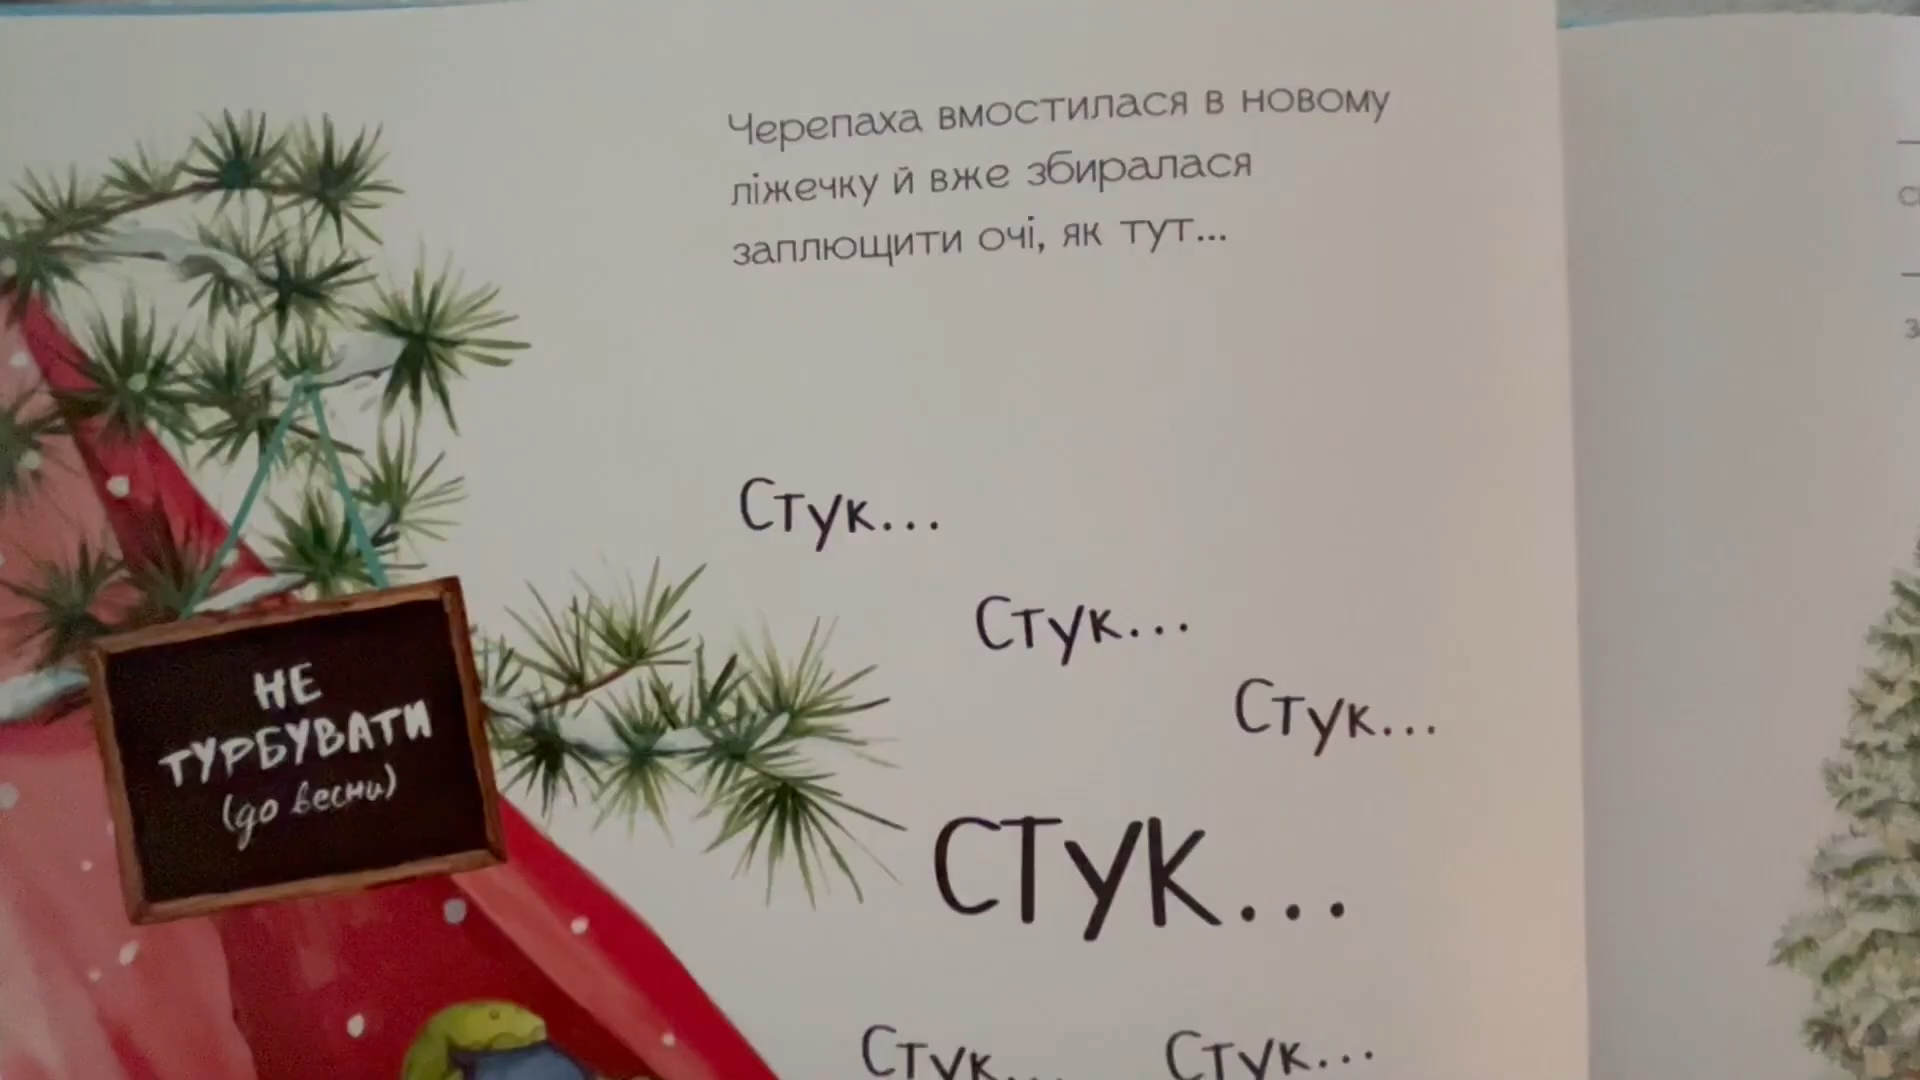 Черепаха вмостилася в новому
ліжечку й вже збиралася
заплющити очі, як тут...
Стук...
Стук...
Стук...
СТУК...
Стук... Стук...
НЕ
ТУРБУВАТИ
(до весни)